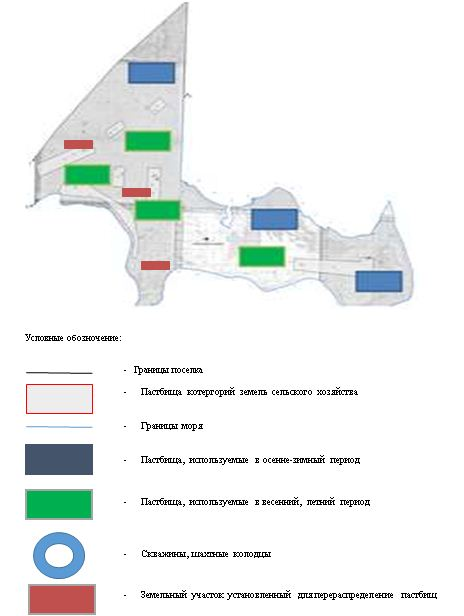 Условные обозначение:
- Границы поселка
- Пастбища котергорий земель сельского хозяйства
- Границы моря
- Пастбища, используемые в осенне-зимный период
- Пастбища, используемые в весенний, летний период
- Скважины, шахтные колодцы
- Земельный участок установленный для перераспределение пастбищ